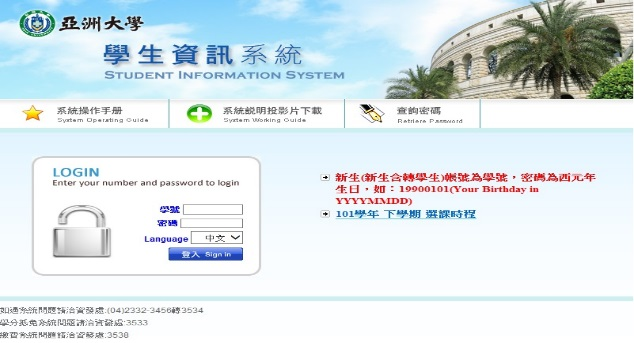 亞洲大學
學生資訊系統
STUDENT INFORMATION SYSTEM
系統操作手册
System Operating Guide
系統說明投影片下載
System Working Guide
查詢密碼
Retrieve Password
LOGIN
Enter your number and password to login
學號
密碼
Language 中文
登入 Sign In
新生(新生含轉學生)帳號為學號，密碼為西元年
生日，如：19900101(Your Birthday in
YYYYMMDD)
101學年 下學期 選課時程
如遇系統問題請洽資發處:(04)2332-3456轉3534
學分抵免系統問題請洽資發處:3533
繳費系統問題請洽資發處:3538